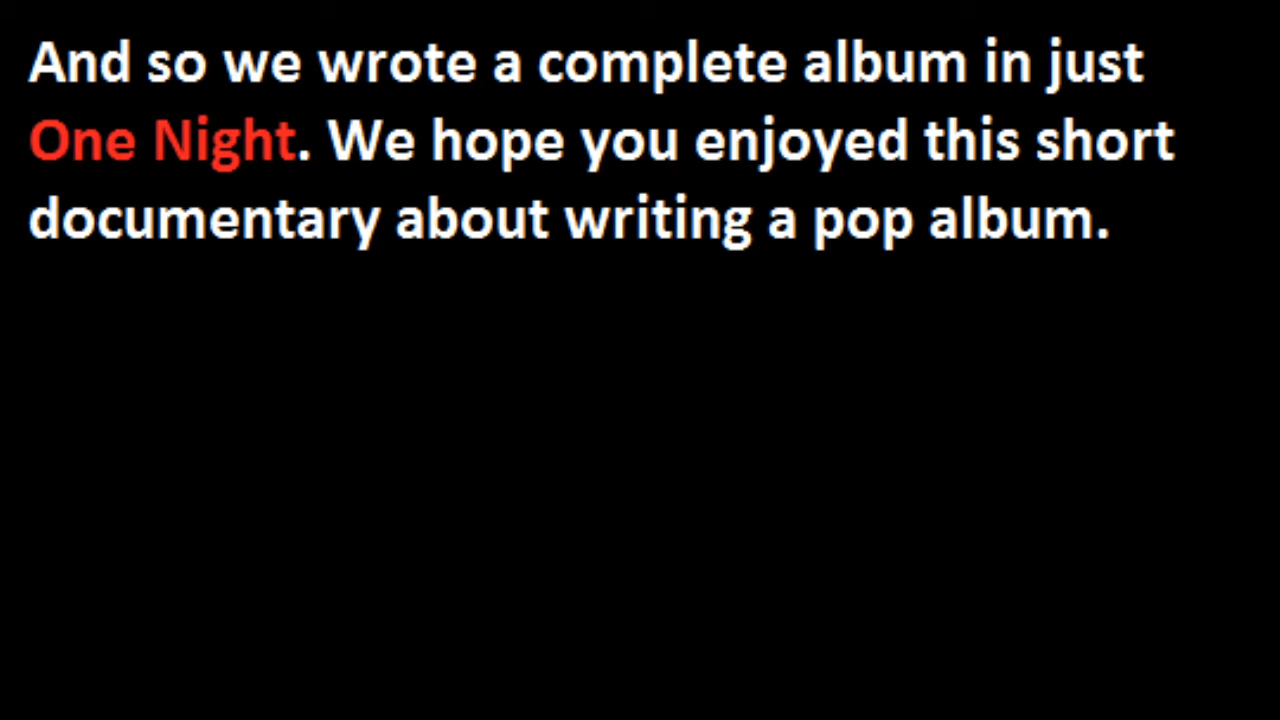 And so we wrote a complete album in just
One Night. We hope you enjoyed this short
documentary about writing a pop album.